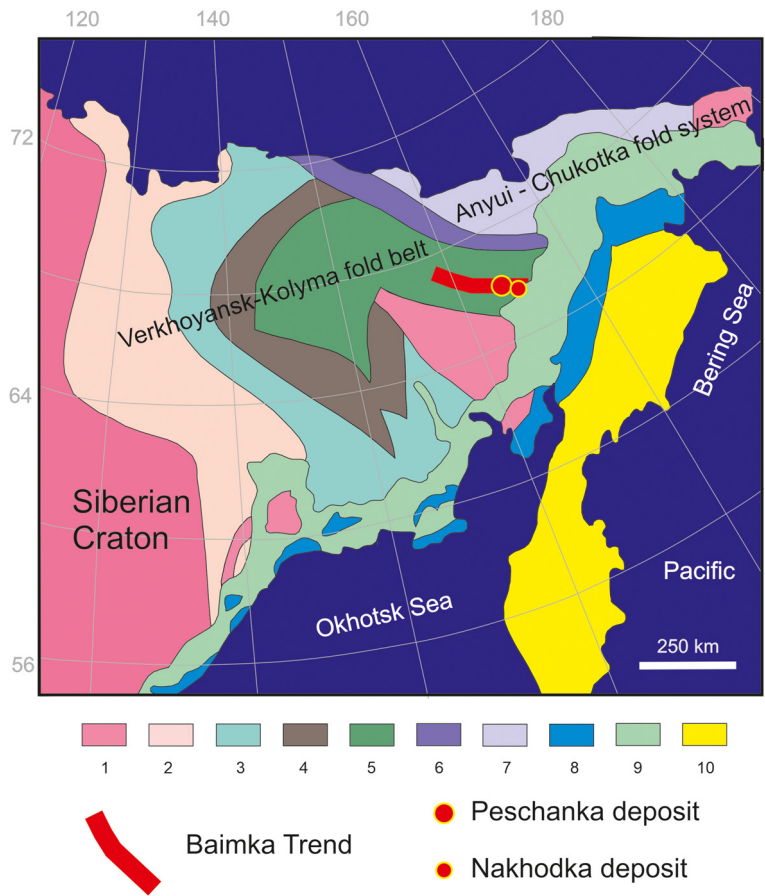 120 140 160 180
72
Anyui - Chukotka fold system
Verkhoyansk-Kolyma fold belt
Bering Sea
64
Siberian
Craton
Pacific
Okhotsk Sea
250 km
56
1 2 3 4 5 6 7 8 9 10
Peschanka deposit
Baimka Trend
Nakhodka deposit